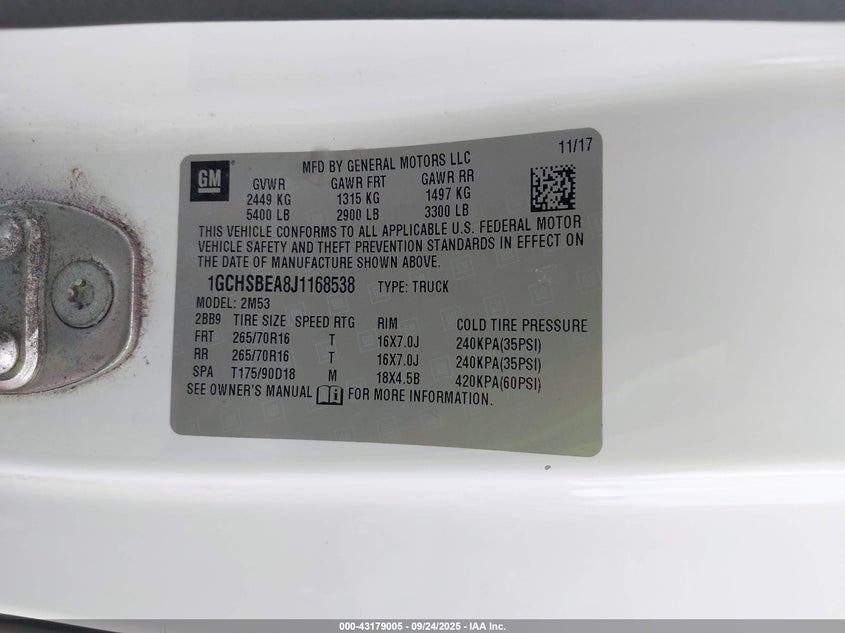 11/17
GM
MFD BY GENERAL MOTORS LLC
GVWR GAWR FRT GAWR RR
2449 KG 1315 KG 1497 KG
5400 LB 2900 LB 3300 LB
THIS VEHICLE CONFORMS TO ALL APPLICABLE U.S. FEDERAL MOTOR
VEHICLE SAFETY AND THEFT PREVENTION STANDARDS IN EFFECT ON
THE DATE OF MANUFACTURE SHOWN ABOVE.
1GCHSBEA8J1168538 TYPE: TRUCK
MODEL: 2M53
2BB9 TIRE SIZE SPEED RTG RIM COLD TIRE PRESSURE
FRT 265/70R16 T 16X7.0J 240KPA(35PSI)
RR 265/70R16 T 16X7.0J 240KPA(35PSI)
SPA T175/90D18 M 18X4.5B 420KPA(60PSI)
SEE OWNER'S MANUAL i FOR MORE INFORMATION.
000-43179005 - 09/24/2025 - IAA Inc.